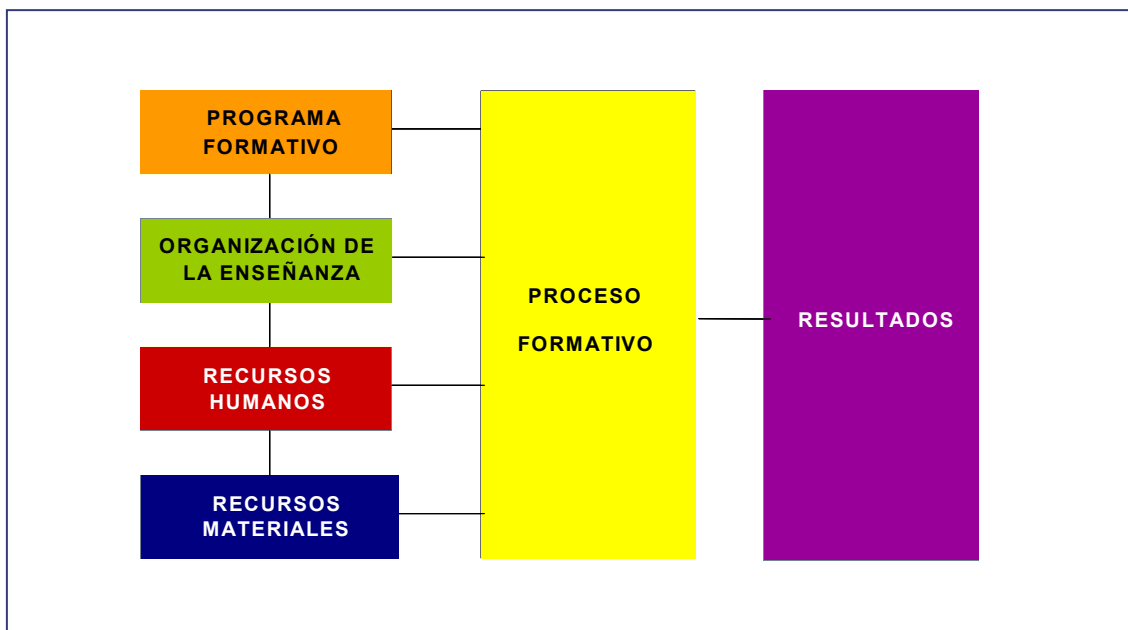 PROGRAMA
FORMATIVO
ORGANIZACIÓN DE
LA ENSEÑANZA
RECURSOS
HUMANOS
RECURSOS
MATERIALES
PROCESO
FORMATIVO
RESULTADOS